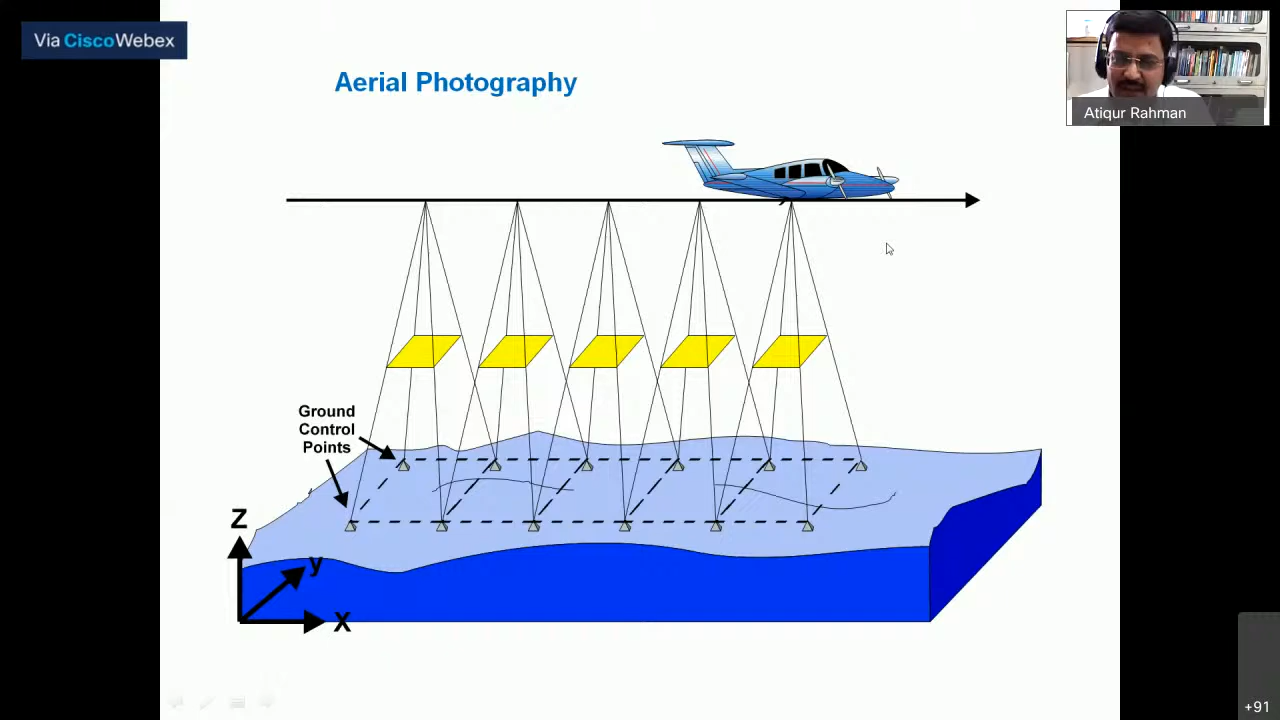 Via CiscoWebex
Aerial Photography
Atiqur Rahman
Ground
Control
Points
Z
y
X
+91